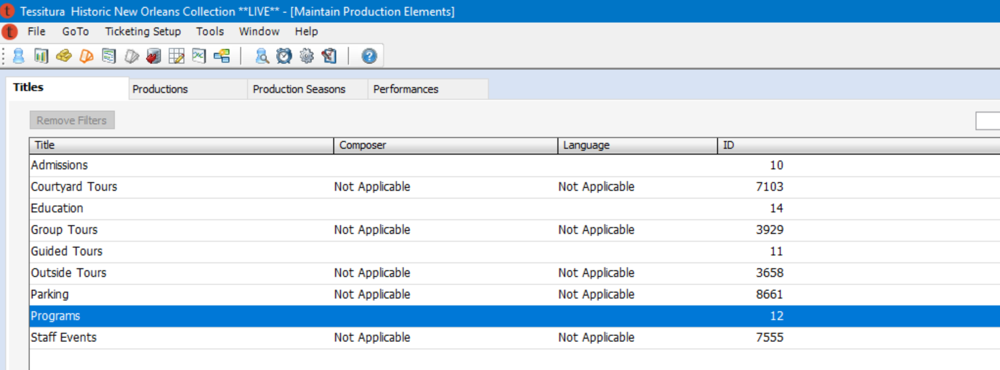 Tessitura Historic New Orleans Collection **LIVE** - [Maintain Production Elements]
File GoTo Ticketing Setup Tools Window Help
Titles Productions Production Seasons Performances
Remove Filters
Title Composer Language ID
Admissions 10
Courtyard Tours Not Applicable Not Applicable 7103
Education 14
Group Tours Not Applicable Not Applicable 3929
Guided Tours 11
Outside Tours Not Applicable Not Applicable 3658
Parking Not Applicable Not Applicable 8661
Programs 12
Staff Events Not Applicable Not Applicable 7555